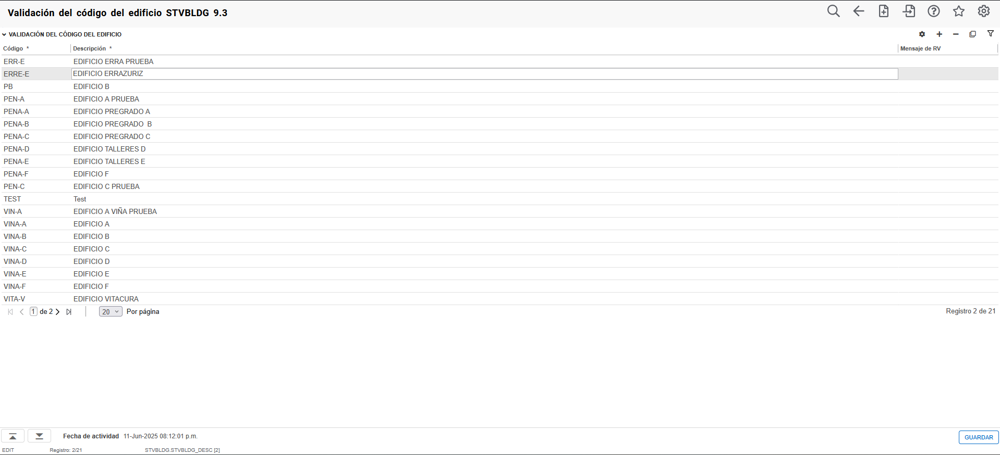 Validación del código del edificio STVBLDG 9.3
VALIDACIÓN DEL CÓDIGO DEL EDIFICIO
Código * Descripción * Mensaje de RV
ERR-E EDIFICIO ERRA PRUEBA
ERRE-E EDIFICIO ERRAZURIZ
PB EDIFICIO B
PEN-A EDIFICIO A PRUEBA
PENA-A EDIFICIO PREGRADO A
PENA-B EDIFICIO PREGRADO  B
PENA-C EDIFICIO PREGRADO C
PENA-D EDIFICIO TALLERES D
PENA-E EDIFICIO TALLERES E
PENA-F EDIFICIO F
PEN-C EDIFICIO C PRUEBA
TEST Test
VIN-A EDIFICIO A VIÑA PRUEBA
VINA-A EDIFICIO A
VINA-B EDIFICIO B
VINA-C EDIFICIO C
VINA-D EDIFICIO D
VINA-E EDIFICIO E
VINA-F EDIFICIO F
VITA-V EDIFICIO VITACURA
1 de 2 20 Por página Registro 2 de 21
Fecha de actividad 11-Jun-2025 08:12:01 p.m. GUARDAR
EDIT Registro: 2/21 STVBLDG.STVBLDG_DESC [2]